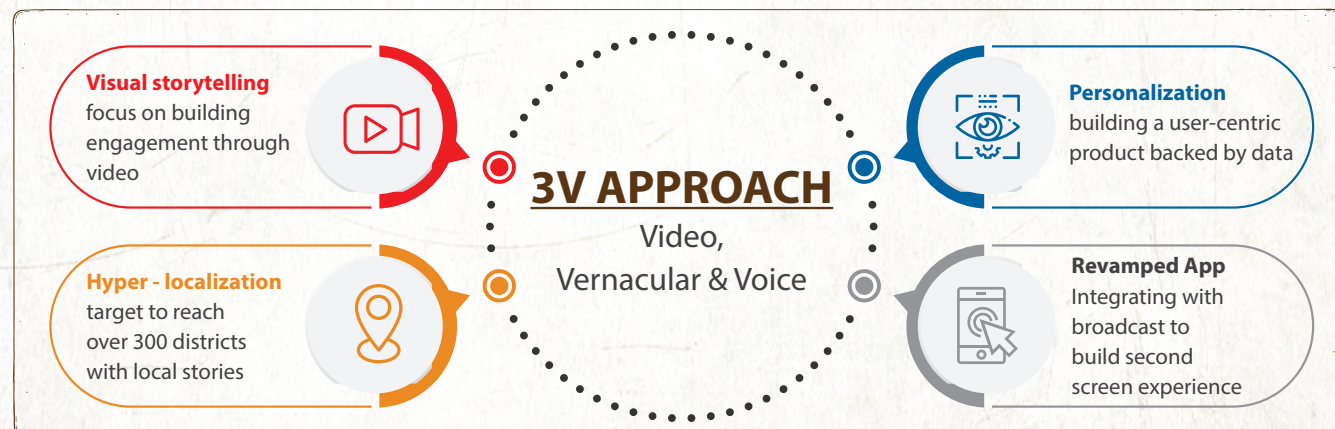 Visual storytelling
focus on building
engagement through
video
Hyper - localization
target to reach
over 300 districts
with local stories
3V APPROACH
Video,
Vernacular & Voice
Personalization
building a user-centric
product backed by data
Revamped App
Integrating with
broadcast to
build second
screen experience